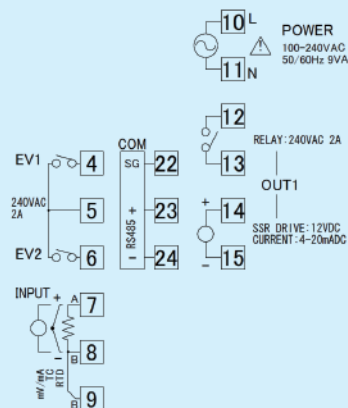 10 L
POWER
100-240VAC
50/60Hz 9VA
11 N
12
RELAY:240VAC 2A
13
OUT1
+
14
SSR DRIVE:12VDC
CURRENT:4-20mADC
15
-
COM
EV1
4
SG
22
240VAC
2A
5
+
23
RS485
EV2
6
-
24
INPUT
+
A
7
-
B
8
mV/mA
TC
RTD
B
9